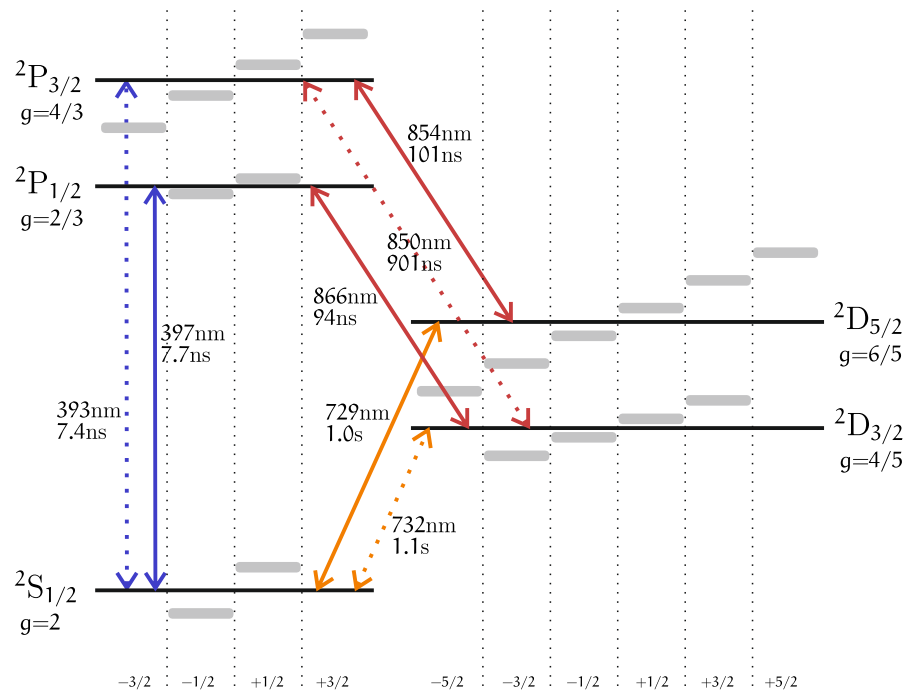 ²P₃/₂
g=4/3
²P₁/₂
g=2/3
854nm
101ns
850nm
901ns
866nm
94ns
²D₅/₂
g=6/5
397nm
7.7ns
393nm
7.4ns
729nm
1.0s
²D₃/₂
g=4/5
732nm
1.1s
²S₁/₂
g=2
−3/2 −1/2 +1/2 +3/2 −5/2 −3/2 −1/2 +1/2 +3/2 +5/2